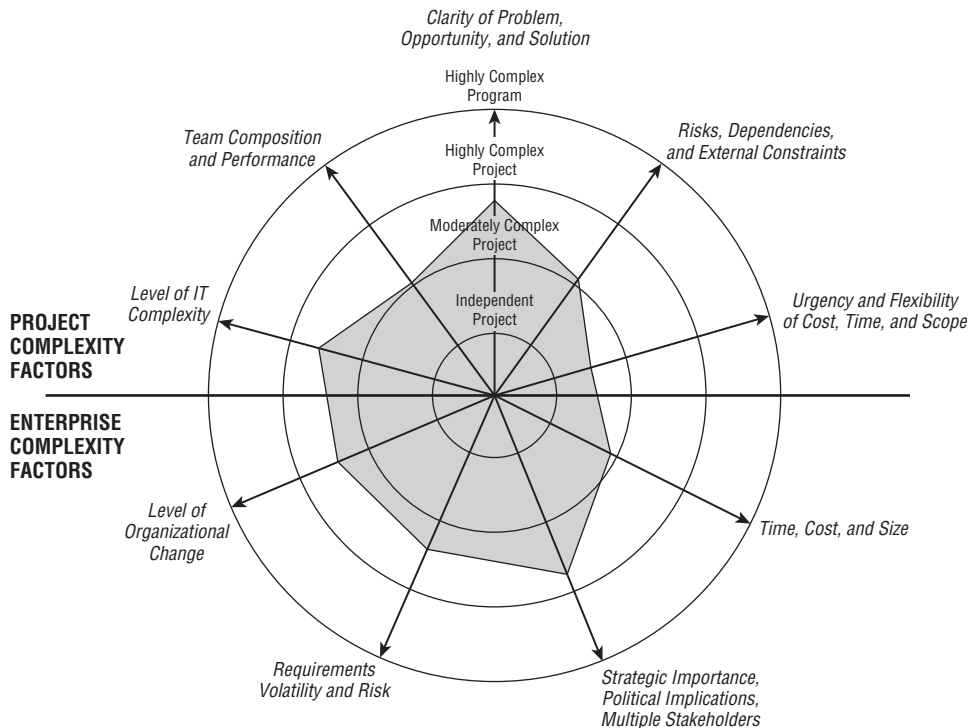 Clarity of Problem,
Opportunity, and Solution
Highly Complex
Program
Team Composition
and Performance
Risks, Dependencies,
and External Constraints
Highly Complex
Project
Moderately Complex
Project
Level of IT
Complexity
Independent
Project
Urgency and Flexibility
of Cost, Time, and Scope
PROJECT
COMPLEXITY
FACTORS
ENTERPRISE
COMPLEXITY
FACTORS
Level of
Organizational
Change
Time, Cost, and Size
Requirements
Volatility and Risk
Strategic Importance,
Political Implications,
Multiple Stakeholders